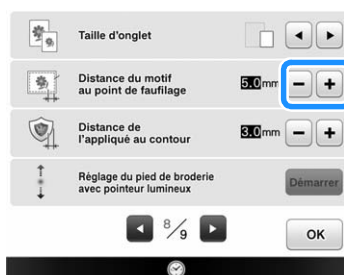 Taille d'onglet
Distance du motif
au point de faufilage
5.0mm
Distance de
l'appliqué au contour
3.0mm
Réglage du pied de broderie
avec pointeur lumineux
Démarrer
8/9
OK